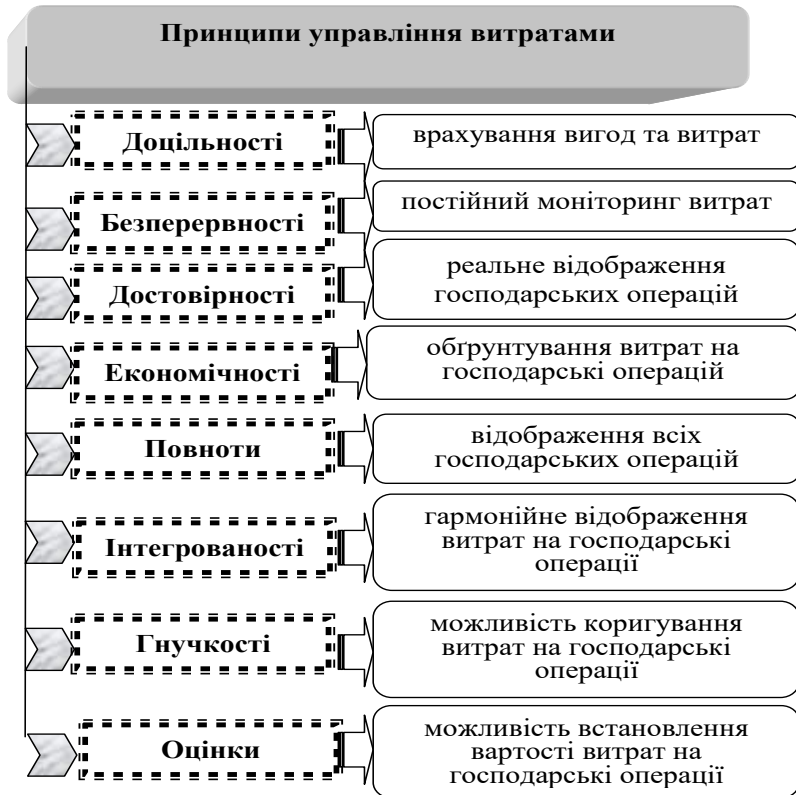 Принципи управління витратами
Доцільності
врахування вигод та витрат
Безперервності
постійний моніторинг витрат
Достовірності
реальне відображення
господарських операцій
Економічності
обґрунтування витрат на
господарські операцій
Повноти
відображення всіх
господарських операцій
Інтегрованості
гармонійне відображення
витрат на господарські
операції
Гнучкості
можливість коригування
витрат на господарські
операції
Оцінки
можливість встановлення
вартості витрат на
господарські операції